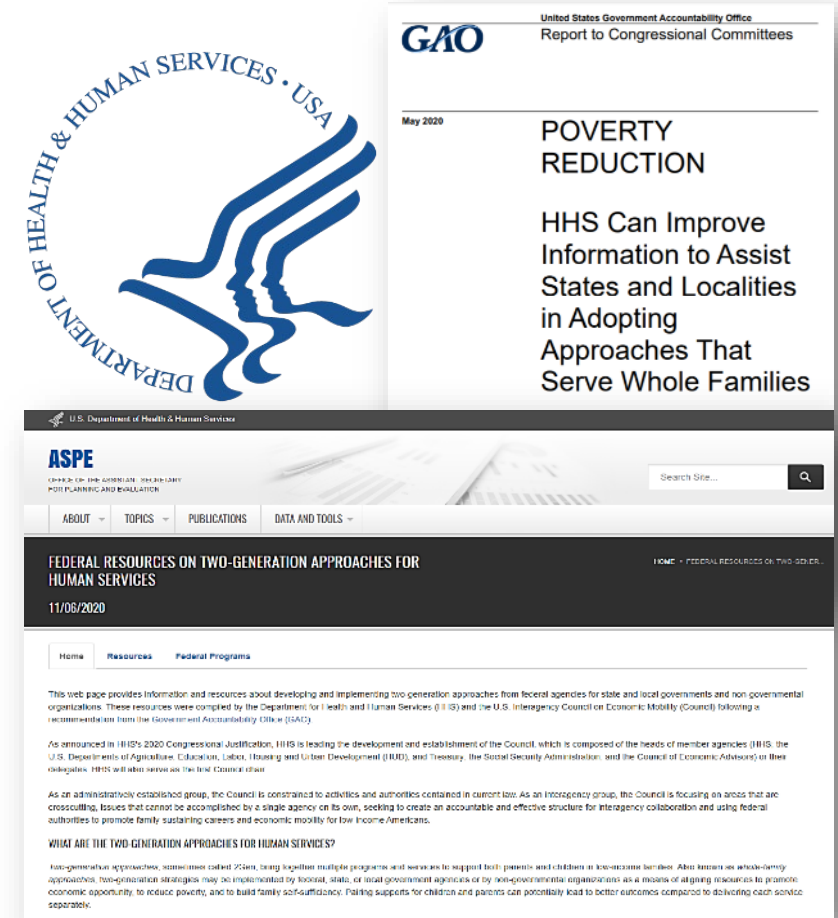 DEPARTMENT OF HEALTH & HUMAN SERVICES · USA
GAO
United States Government Accountability Office
Report to Congressional Committees
May 2020
POVERTY
REDUCTION
HHS Can Improve
Information to Assist
States and Localities
in Adopting
Approaches That
Serve Whole Families
U.S. Department of Health & Human Services
ASPE
OFFICE OF THE ASSISTANT SECRETARY
FOR PLANNING AND EVALUATION
Search Site...
ABOUT
TOPICS
PUBLICATIONS
DATA AND TOOLS
FEDERAL RESOURCES ON TWO-GENERATION APPROACHES FOR
HUMAN SERVICES
HOME • FEDERAL RESOURCES ON TWO-GENER...
11/06/2020
Home
Resources
Federal Programs
This web page provides information and resources about developing and implementing two-generation approaches from federal agencies for state and local governments and non-governmental
organizations. These resources were compiled by the Department for Health and Human Services (HHS) and the U.S. Interagency Council on Economic Mobility (Council) following a
recommendation from the Government Accountability Office (GAO).
As announced in HHS's 2020 Congressional Justification, HHS is leading the development and establishment of the Council, which is composed of the heads of member agencies (HHS, the
U.S. Departments of Agriculture, Education, Labor, Housing and Urban Development (HUD), and Treasury, the Social Security Administration, and the Council of Economic Advisors) or their
delegates. HHS will also serve as the first Council chair.
As an administratively established group, the Council is constrained to activities and authorities contained in current law. As an interagency group, the Council is focusing on areas that are
crosscutting, issues that cannot be accomplished by a single agency on its own, seeking to create an accountable and effective structure for interagency collaboration and using federal
authorities to promote family-sustaining careers and economic mobility for low income Americans.
WHAT ARE THE TWO-GENERATION APPROACHES FOR HUMAN SERVICES?
Two-generation approaches, sometimes called 2Gen, bring together multiple programs and services to support both parents and children in low-income families. Also known as whole-family
approaches, two-generation strategies may be implemented by federal, state, or local government agencies or by non-governmental organizations as a means of aligning resources to promote
economic opportunity, to reduce poverty, and to build family self-sufficiency. Pairing supports for children and parents can potentially lead to better outcomes compared to delivering each service
separately.